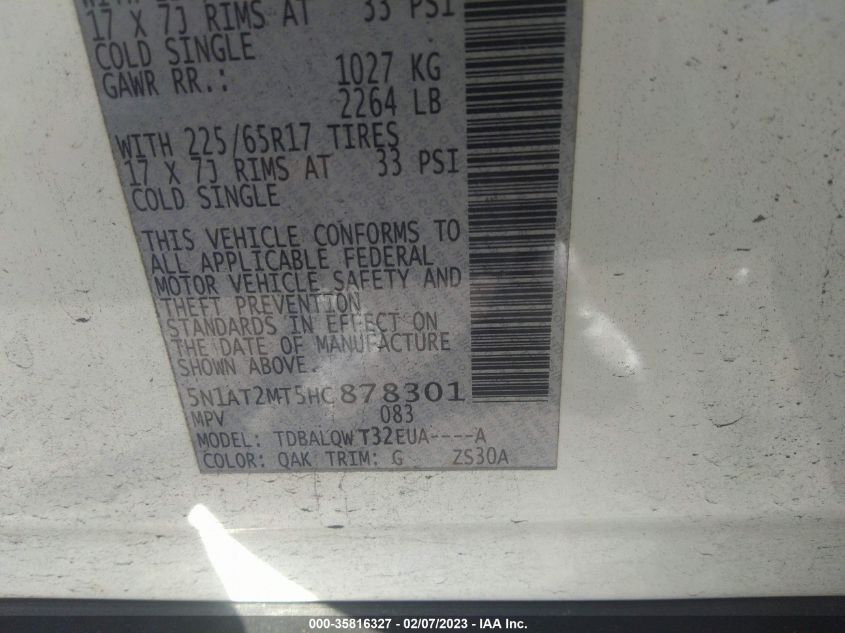 17 X 7J RIMS AT 33 PSI
COLD SINGLE
GAWR RR.: 1027 KG
2264 LB
WITH 225/65R17 TIRES
17 X 7J RIMS AT 33 PSI
COLD SINGLE
THIS VEHICLE CONFORMS TO
ALL APPLICABLE FEDERAL
MOTOR VEHICLE SAFETY AND
THEFT PREVENTION
STANDARDS IN EFFECT ON
THE DATE OF MANUFACTURE
SHOWN ABOVE.
5N1AT2MT5HC878301
MPV 083
MODEL: TDBALQWT32EUA----A
COLOR: QAK TRIM: G ZS30A
000-35816327 - 02/07/2023 - IAA Inc.